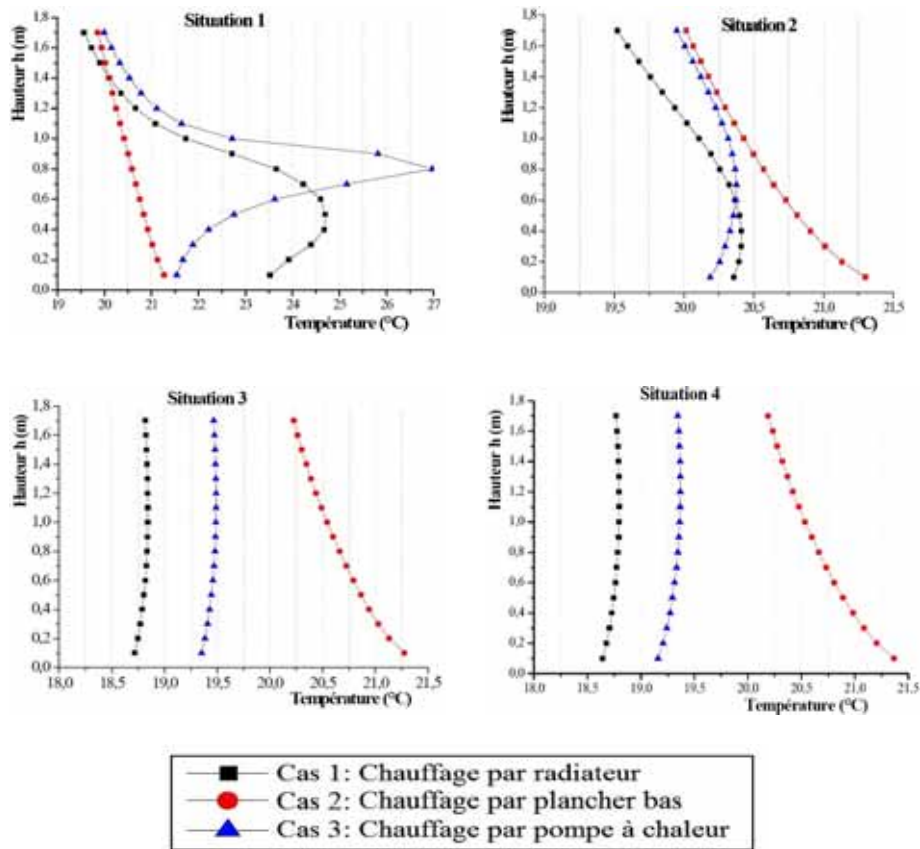 Situation 1
Hauteur h (m)
1,8
1,6
1,4
1,2
1,0
0,8
0,6
0,4
0,2
0,0
19 20 21 22 23 24 25 26 27
Température (°C)
Situation 2
Hauteur h (m)
1,8
1,6
1,4
1,2
1,0
0,8
0,6
0,4
0,2
0,0
19,0 19,5 20,0 20,5 21,0 21,5
Température (°C)
Situation 3
Hauteur h (m)
1,8
1,6
1,4
1,2
1,0
0,8
0,6
0,4
0,2
0,0
18,0 18,5 19,0 19,5 20,0 20,5 21,0 21,5
Température (°C)
Situation 4
Hauteur h (m)
1,8
1,6
1,4
1,2
1,0
0,8
0,6
0,4
0,2
0,0
18,0 18,5 19,0 19,5 20,0 20,5 21,0 21,5
Température (°C)
Cas 1: Chauffage par radiateur
Cas 2: Chauffage par plancher bas
Cas 3: Chauffage par pompe à chaleur